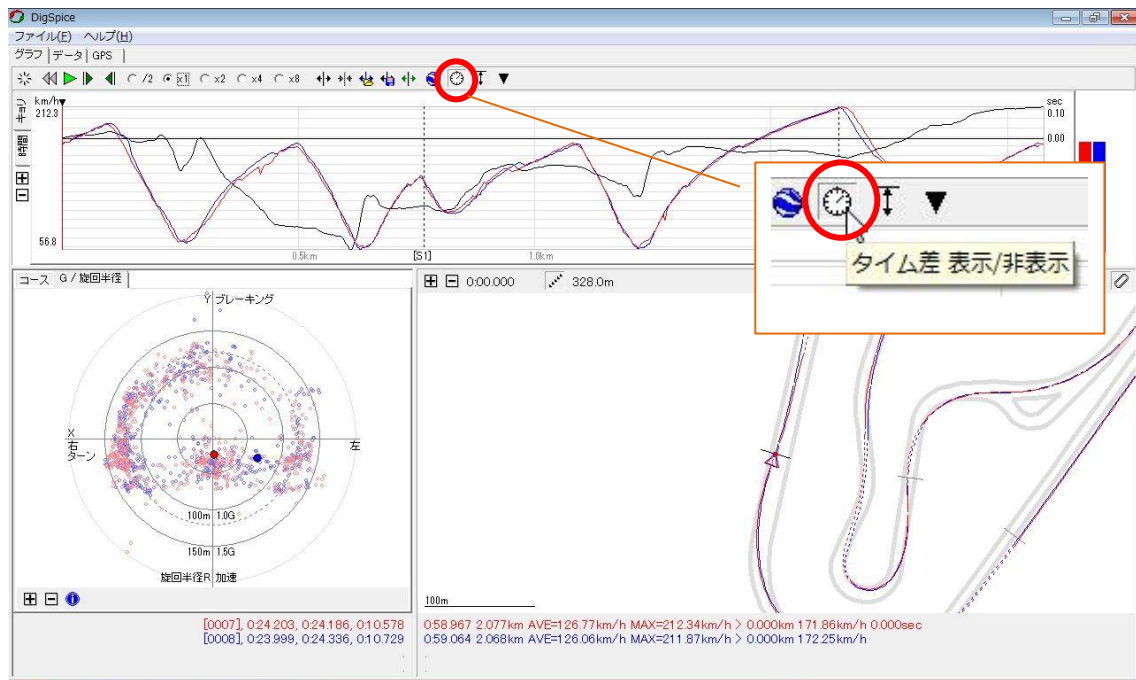 DigSpice
ファイル(F) ヘルプ(H)
グラフ データ GPS
/2 x1 x2 x4 x8
キョリ
時間
km/h
212.3
56.8
sec
0.10
0.00
0.5km
[S1]
1.0km
タイム差 表示/非表示
コース G / 旋回半径
Y ブレーキング
X
右
ターン
左
100m 1.0G
150m 1.5G
旋回半径R 加速
0:00.000 328.0m
100m
[0007], 0:24.203, 0:24.186, 0:10.578
[0008], 0:23.999, 0:24.336, 0:10.729
0:58.967 2.077km AVE=126.77km/h MAX=212.34km/h > 0.000km 171.86km/h 0.000sec
0:59.064 2.068km AVE=126.06km/h MAX=211.87km/h > 0.000km 172.25km/h